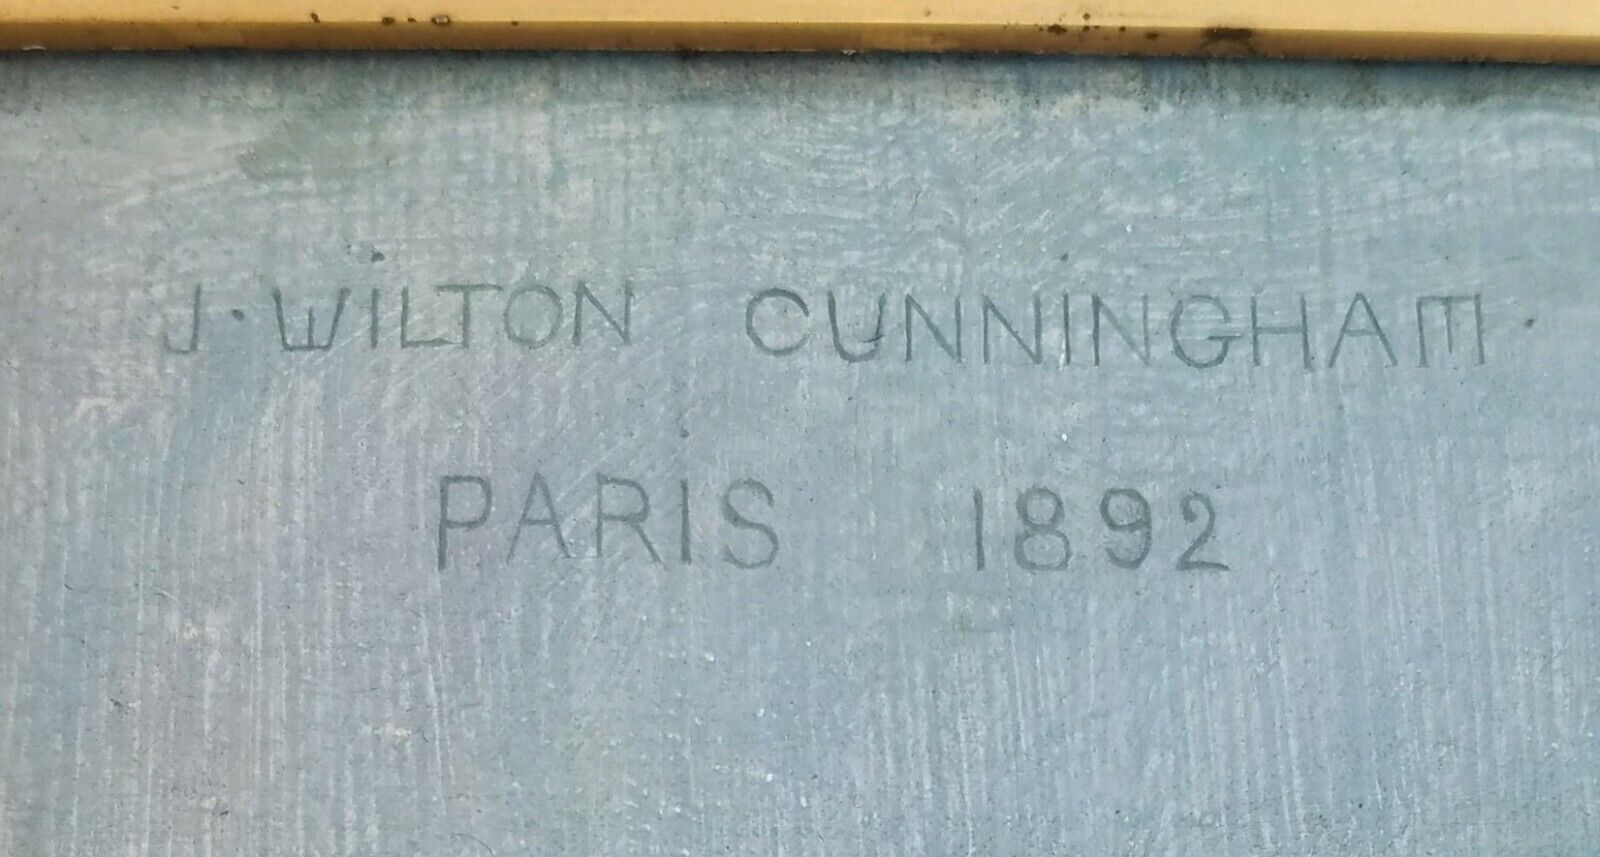 J. WILTON CUNNINGHAM.
PARIS 1892